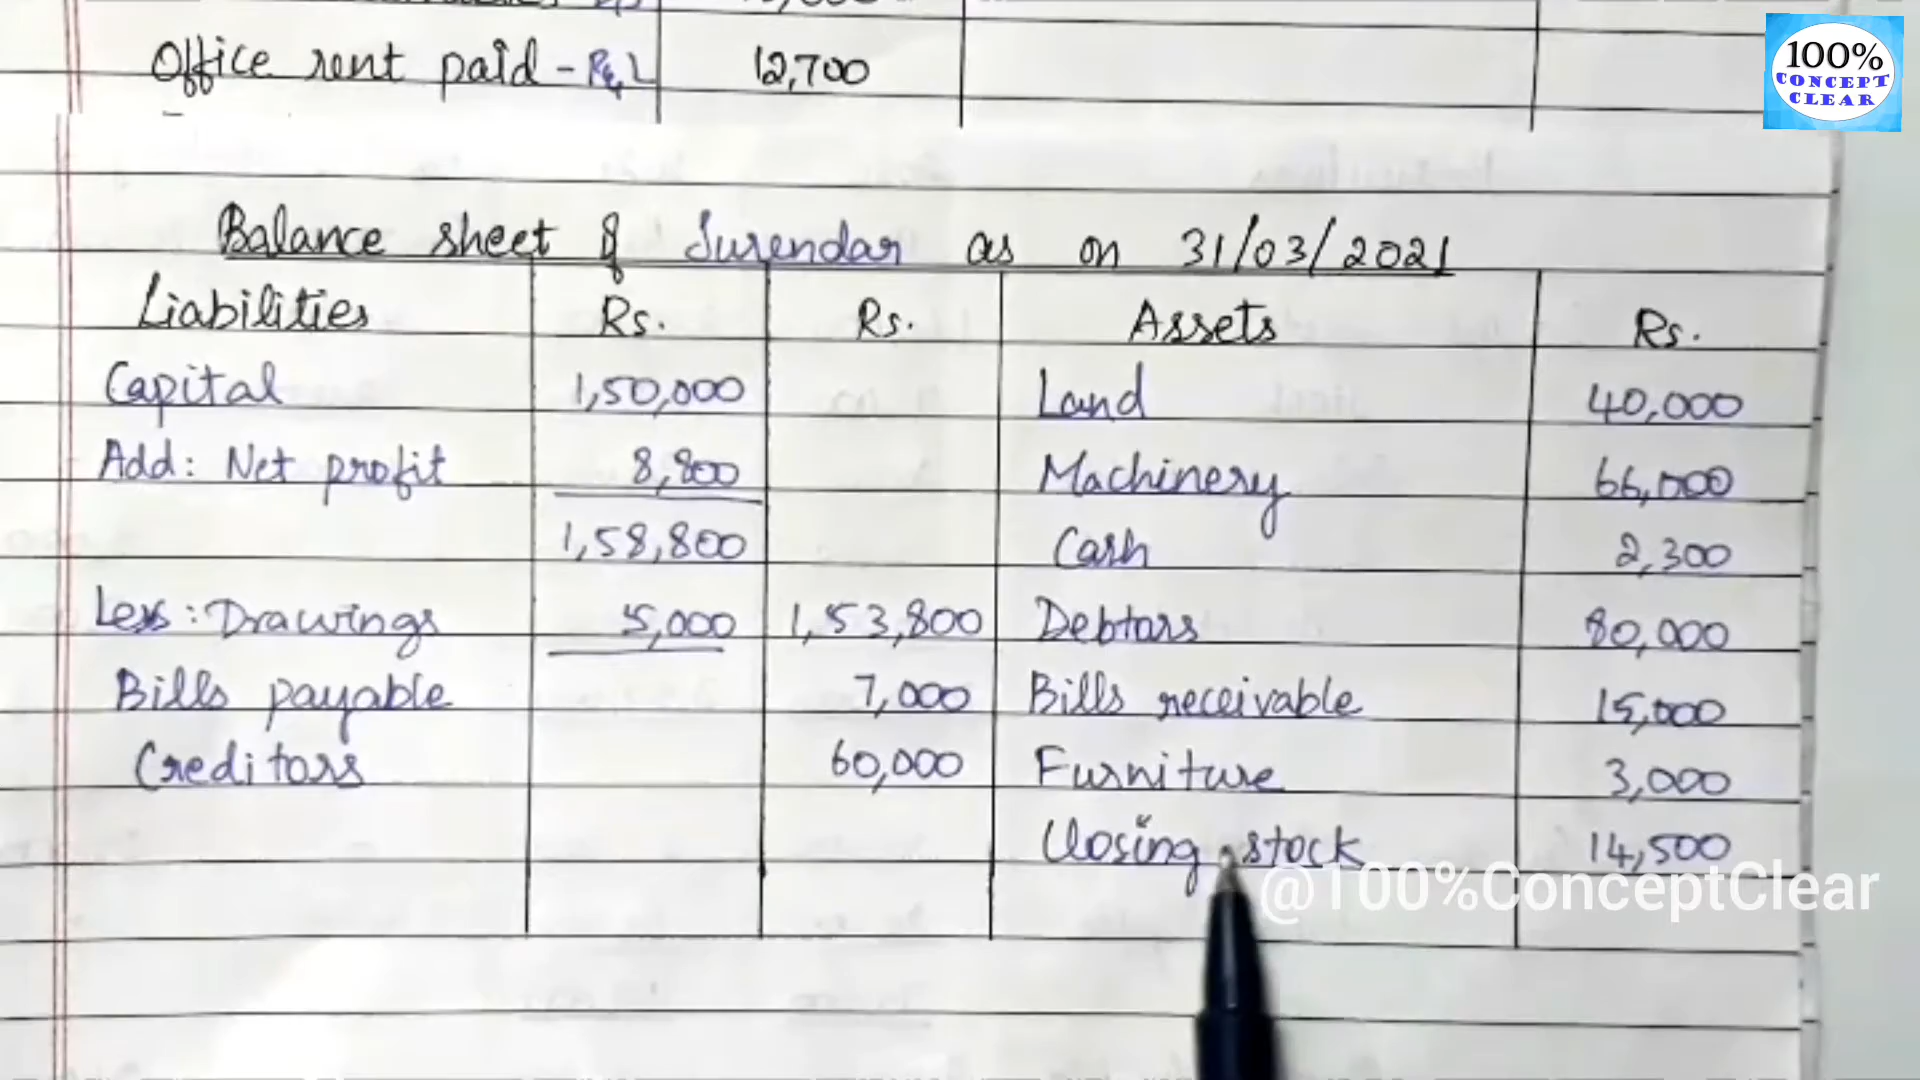 Office rent paid - P&L 12,700
100%
CONCEPT
CLEAR
Balance sheet of Surendar as on 31/03/2021
Liabilities Rs. Rs. Assets Rs.
Capital 1,50,000 Land 40,000
Add: Net profit 8,800 Machinery 66,000
1,58,800 Cash 2,300
Less: Drawings 5,000 1,53,800 Debtors 80,000
Bills payable 7,000 Bills receivable 15,000
Creditors 60,000 Furniture 3,000
Closing stock 14,500
@100%ConceptClear